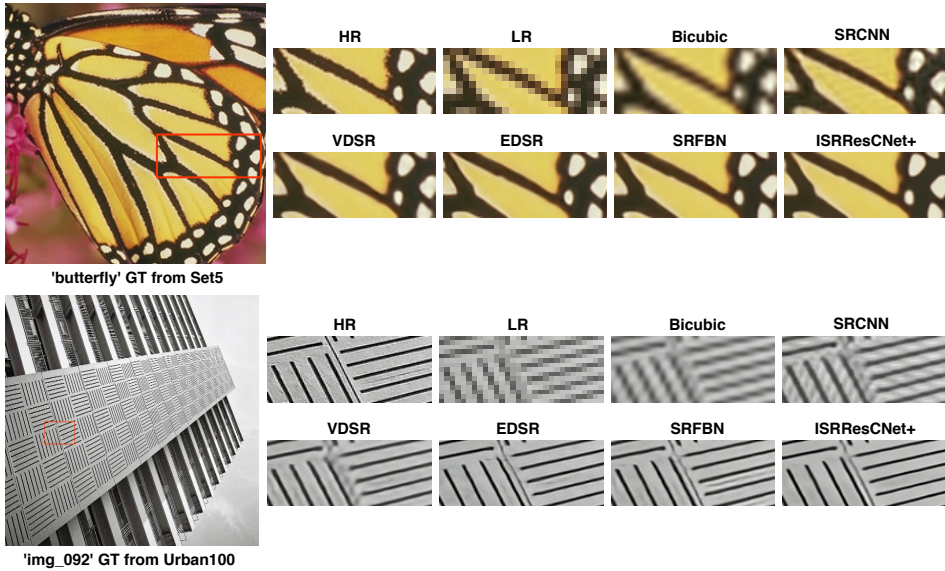 HR LR Bicubic SRCNN
VDSR EDSR SRFBN ISRResCNet+
'butterfly' GT from Set5
HR LR Bicubic SRCNN
VDSR EDSR SRFBN ISRResCNet+
'img_092' GT from Urban100